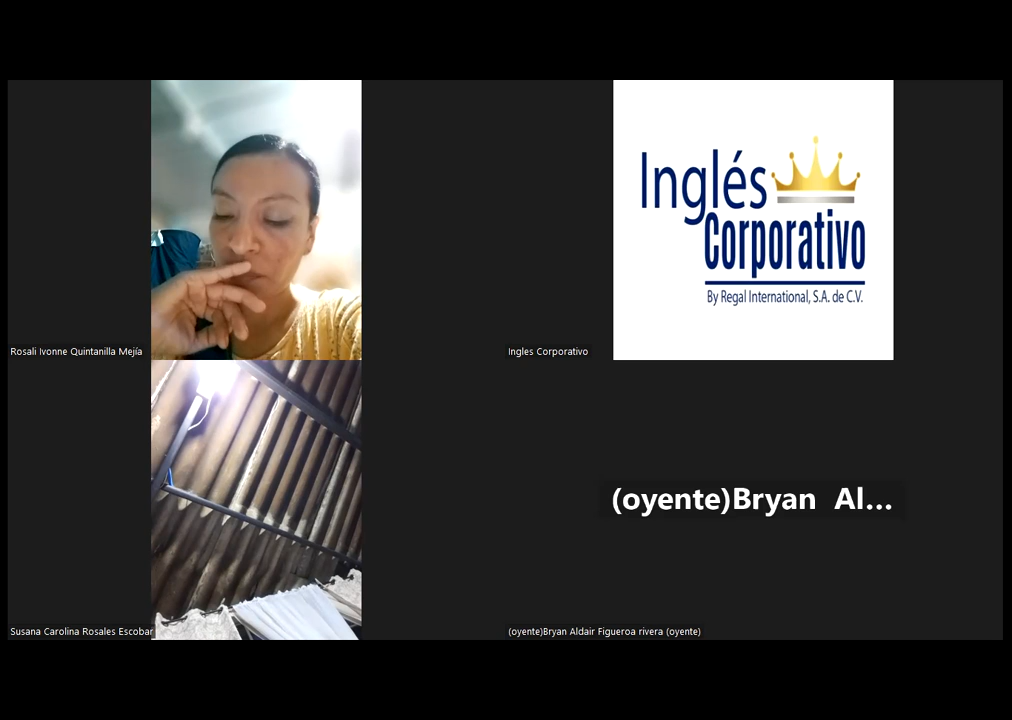 Inglés
Corporativo
By Regal International, S.A. de C.V.
Rosali Ivonne Quintanilla Mejía
Ingles Corporativo
(oyente)Bryan Al...
Susana Carolina Rosales Escobar
(oyente)Bryan Aldair Figueroa rivera (oyente)